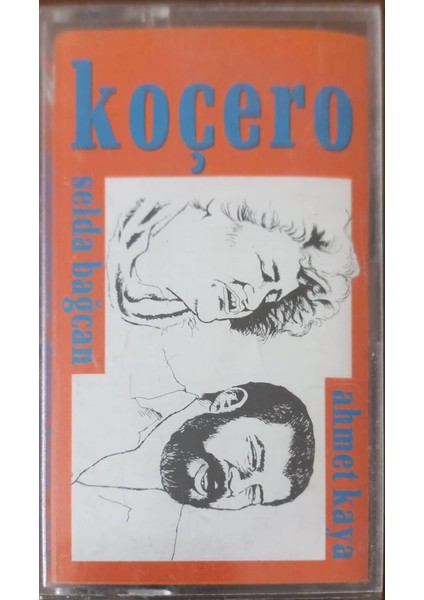 koçero
selda bağcan
ahmet kaya